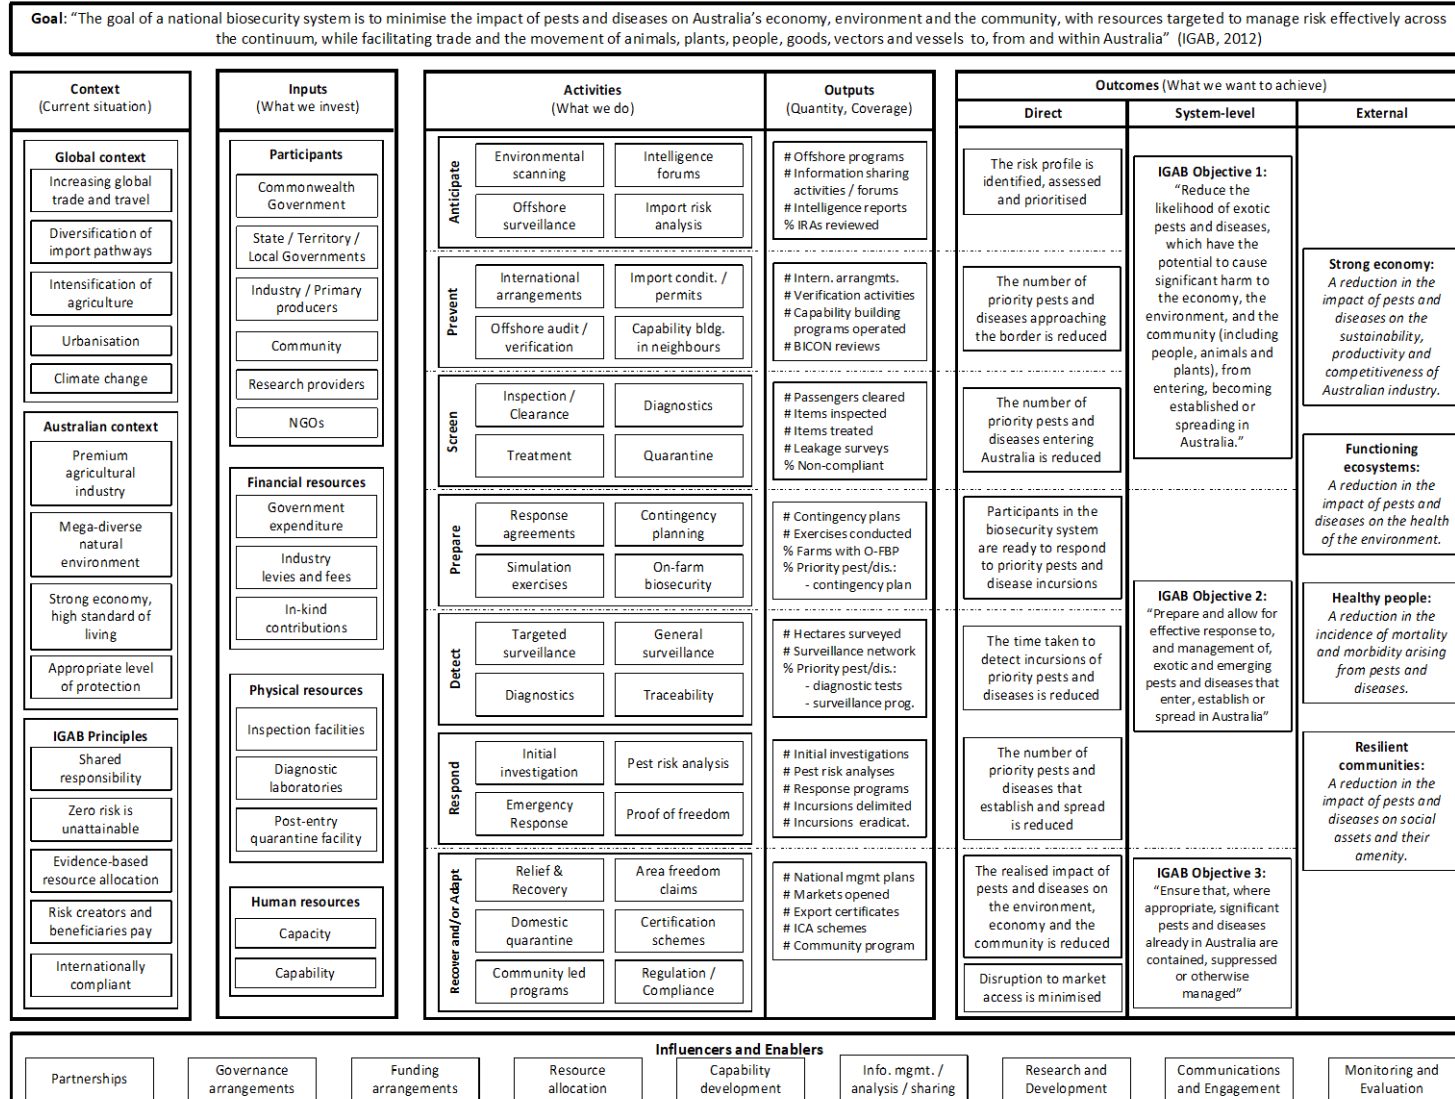 Goal: “The goal of a national biosecurity system is to minimise the impact of pests and diseases on Australia’s economy, environment and the community, with resources targeted to manage risk effectively across
the continuum, while facilitating trade and the movement of animals, plants, people, goods, vectors and vessels to, from and within Australia” (IGAB, 2012)
Context
(Current situation)
Global context
Increasing global
trade and travel
Diversification of
import pathways
Intensification of
agriculture
Urbanisation
Climate change
Australian context
Premium
agricultural
industry
Mega-diverse
natural
environment
Strong economy,
high standard of
living
Appropriate level
of protection
IGAB Principles
Shared
responsibility
Zero risk is
unattainable
Evidence-based
resource allocation
Risk creators and
beneficiaries pay
Internationally
compliant
Inputs
(What we invest)
Participants
Commonwealth
Government
State / Territory /
Local Governments
Industry / Primary
producers
Community
Research providers
NGOs
Financial resources
Government
expenditure
Industry
levies and fees
In-kind
contributions
Physical resources
Inspection facilities
Diagnostic
laboratories
Post-entry
quarantine facility
Human resources
Capacity
Capability
Activities
(What we do)
Outputs
(Quantity, Coverage)
Anticipate
Environmental
scanning
Intelligence
forums
Offshore
surveillance
Import risk
analysis
# Offshore programs
# Information sharing
activities / forums
# Intelligence reports
% IRAs reviewed
Prevent
International
arrangements
Import condit. /
permits
Offshore audit /
verification
Capability bldg.
in neighbours
# Intern. arrangmts.
# Verification activities
# Capability building
programs operated
# BICON reviews
Screen
Inspection /
Clearance
Diagnostics
Treatment
Quarantine
# Passengers cleared
# Items inspected
# Items treated
# Leakage surveys
% Non-compliant
Prepare
Response
agreements
Contingency
planning
Simulation
exercises
On-farm
biosecurity
# Contingency plans
# Exercises conducted
% Farms with O-FBP
% Priority pest/dis.:
- contingency plan
Detect
Targeted
surveillance
General
surveillance
Diagnostics
Traceability
# Hectares surveyed
# Surveillance network
% Priority pest/dis.:
- diagnostic tests
- surveillance prog.
Respond
Initial
investigation
Pest risk analysis
Emergency
Response
Proof of freedom
# Initial investigations
# Pest risk analyses
# Response programs
# Incursions delimited
# Incursions eradicat.
Recover and/or Adapt
Relief &
Recovery
Area freedom
claims
Domestic
quarantine
Certification
schemes
Community led
programs
Regulation /
Compliance
# National mgmt plans
# Markets opened
# Export certificates
# ICA schemes
# Community program
Outcomes (What we want to achieve)
Direct
System-level
External
The risk profile is
identified, assessed
and prioritised
The number of
priority pests and
diseases approaching
the border is reduced
The number of
priority pests and
diseases entering
Australia is reduced
Participants in the
biosecurity system
are ready to respond
to priority pests and
disease incursions
The time taken to
detect incursions of
priority pests and
diseases is reduced
The number of
priority pests and
diseases that
establish and spread
is reduced
The realised impact of
pests and diseases on
the environment,
economy and the
community is reduced
Disruption to market
access is minimised
IGAB Objective 1:
“Reduce the
likelihood of exotic
pests and diseases,
which have the
potential to cause
significant harm to
the economy, the
environment, and the
community (including
people, animals and
plants), from
entering, becoming
established or
spreading in
Australia.”
IGAB Objective 2:
“Prepare and allow for
effective response to,
and management of,
exotic and emerging
pests and diseases that
enter, establish or
spread in Australia”
IGAB Objective 3:
“Ensure that, where
appropriate, significant
pests and diseases
already in Australia are
contained, suppressed
or otherwise
managed”
Strong economy:
A reduction in the
impact of pests and
diseases on the
sustainability,
productivity and
competitiveness of
Australian industry.
Functioning
ecosystems:
A reduction in the
impact of pests and
diseases on the health
of the environment.
Healthy people:
A reduction in the
incidence of mortality
and morbidity arising
from pests and
diseases.
Resilient
communities:
A reduction in the
impact of pests and
diseases on social
assets and their
amenity.
Influencers and Enablers
Partnerships
Governance
arrangements
Funding
arrangements
Resource
allocation
Capability
development
Info. mgmt. /
analysis / sharing
Research and
Development
Communications
and Engagement
Monitoring and
Evaluation